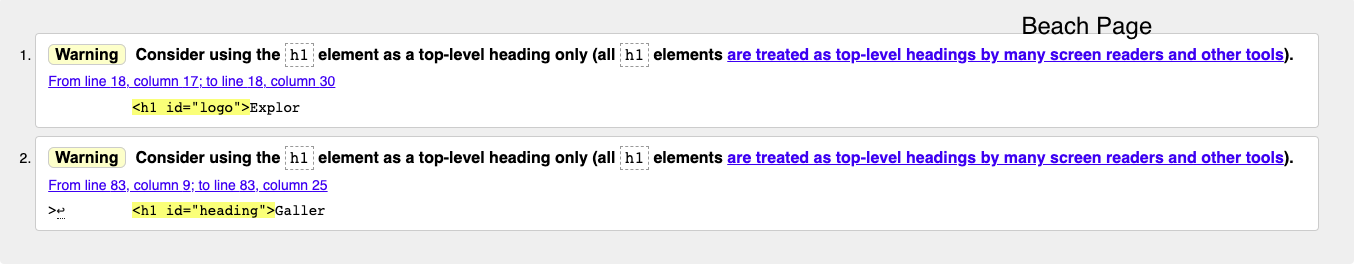 Beach Page
1. Warning Consider using the h1 element as a top-level heading only (all h1 elements are treated as top-level headings by many screen readers and other tools).
From line 18, column 17; to line 18, column 30
<h1 id="logo">Explor
2. Warning Consider using the h1 element as a top-level heading only (all h1 elements are treated as top-level headings by many screen readers and other tools).
From line 83, column 9; to line 83, column 25
>↩ <h1 id="heading">Galler